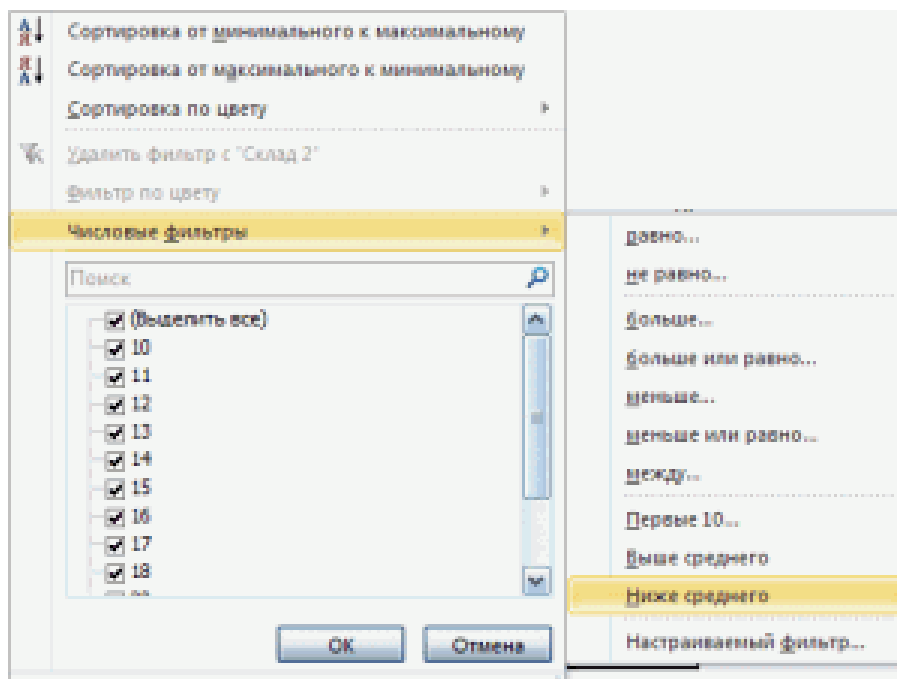 Сортировка от минимального к максимальному
Сортировка от максимального к минимальному
Сортировка по цвету
Удалить фильтр с "Склад 2"
Фильтр по цвету
Числовые фильтры
Поиск
(Выделить все)
10
11
12
13
14
15
16
17
18
ОК
Отмена
равно...
не равно...
больше...
больше или равно...
меньше...
меньше или равно...
между...
Первые 10...
Выше среднего
Ниже среднего
Настраиваемый фильтр...